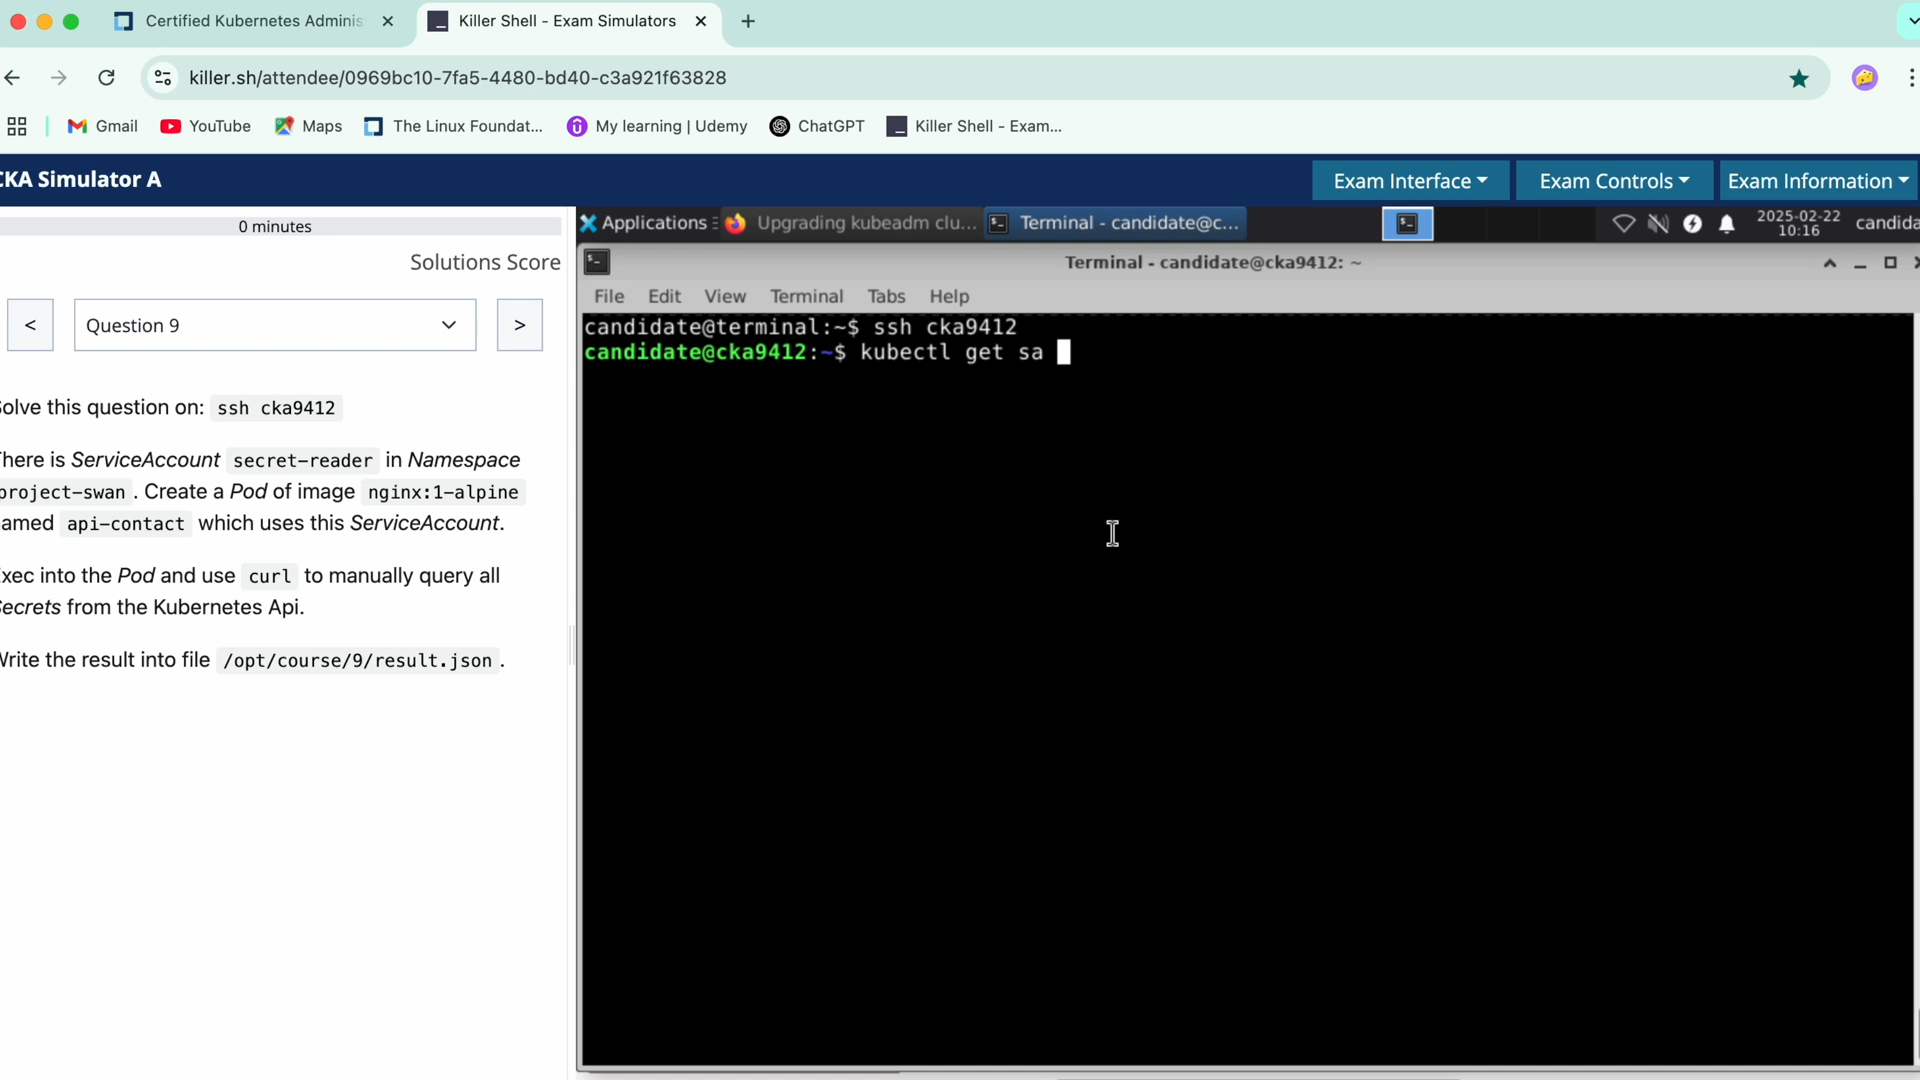 Certified Kubernetes Adminis
Killer Shell - Exam Simulators
killer.sh/attendee/0969bc10-7fa5-4480-bd40-c3a921f63828
Gmail
YouTube
Maps
The Linux Foundat...
My learning | Udemy
ChatGPT
Killer Shell - Exam...
CKA Simulator A
Exam Interface
Exam Controls
Exam Information
0 minutes
Solutions Score
<
Question 9
>
olve this question on: ssh cka9412
here is ServiceAccount secret-reader in Namespace
project-swan . Create a Pod of image nginx:1-alpine
amed api-contact which uses this ServiceAccount.
xec into the Pod and use curl to manually query all
ecrets from the Kubernetes Api.
Write the result into file /opt/course/9/result.json .
Applications
Upgrading kubeadm clu...
Terminal - candidate@c...
2025-02-22
10:16
candida
Terminal - candidate@cka9412: ~
File Edit View Terminal Tabs Help
candidate@terminal:~$ ssh cka9412
candidate@cka9412:~$ kubectl get sa